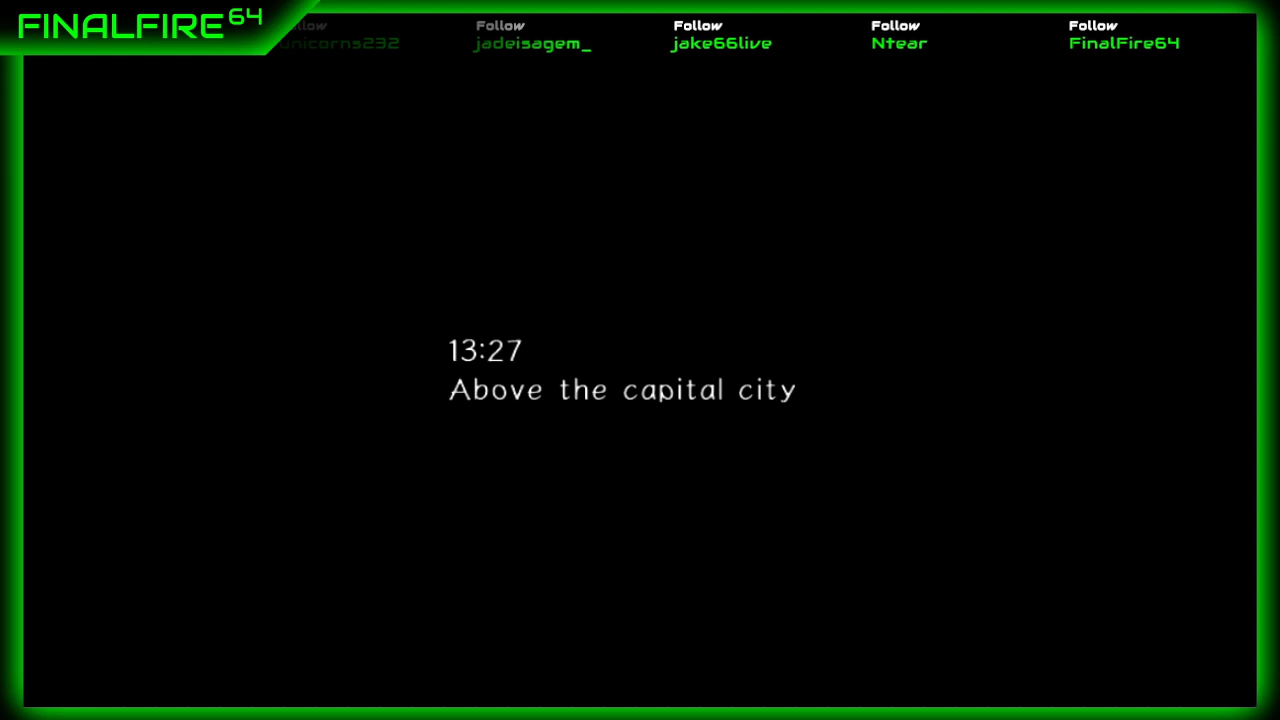 FINALFIRE64
Follow Follow Follow Follow
unicorns232 jadeisagem_ jake66live Ntear FinalFire64
13:27
Above the capital city